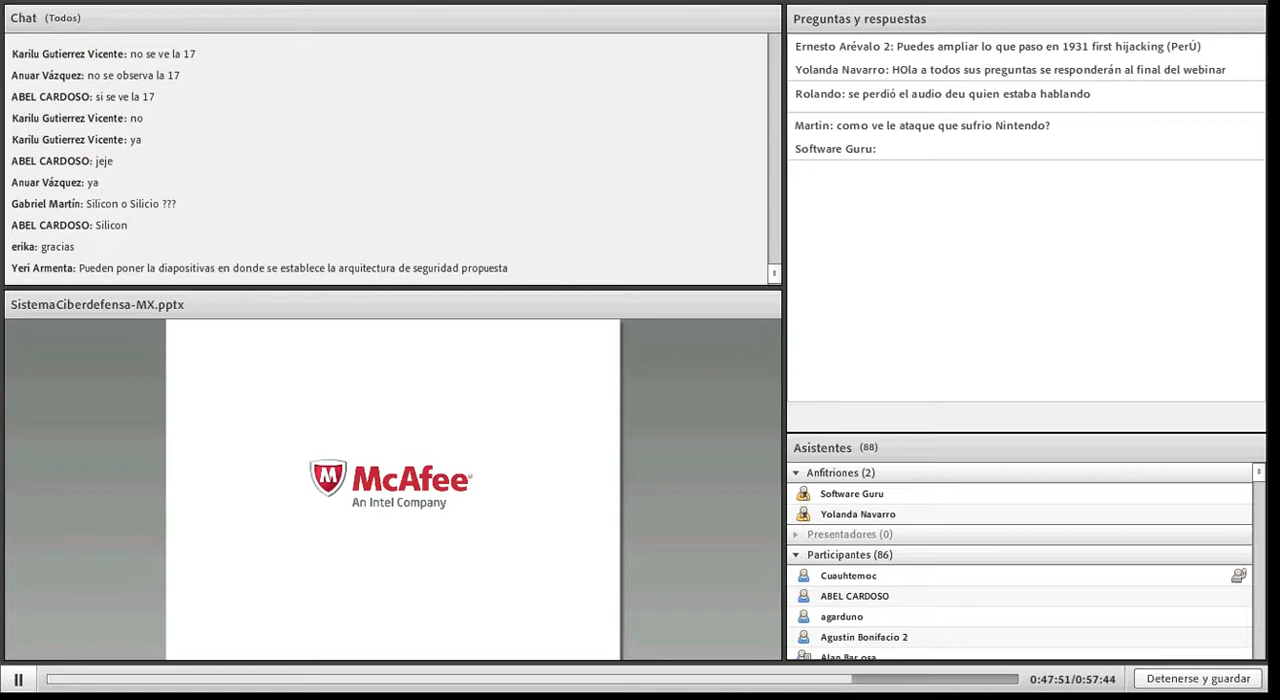 Chat (Todos)
Karilu Gutierrez Vicente: no se ve la 17
Anuar Vázquez: no se observa la 17
ABEL CARDOSO: si se ve la 17
Karilu Gutierrez Vicente: no
Karilu Gutierrez Vicente: ya
ABEL CARDOSO: jeje
Anuar Vázquez: ya
Gabriel Martín: Silicon o Silicio ???
ABEL CARDOSO: Silicon
erika: gracias
Yeri Armenta: Pueden poner la diapositivas en donde se establece la arquitectura de seguridad propuesta
SistemaCiberdefensa-MX.pptx
M McAfee
An Intel Company
Preguntas y respuestas
Ernesto Arévalo 2: Puedes ampliar lo que paso en 1931 first hijacking (PerÚ)
Yolanda Navarro: HOla a todos sus preguntas se responderán al final del webinar
Rolando: se perdió el audio deu quien estaba hablando
Martin: como ve le ataque que sufrio Nintendo?
Software Guru:
Asistentes (88)
Anfitriones (2)
Software Guru
Yolanda Navarro
Presentadores (0)
Participantes (86)
Cuauhtemoc
ABEL CARDOSO
agarduno
Agustin Bonifacio 2
0:47:51/0:57:44
Detenerse y guardar